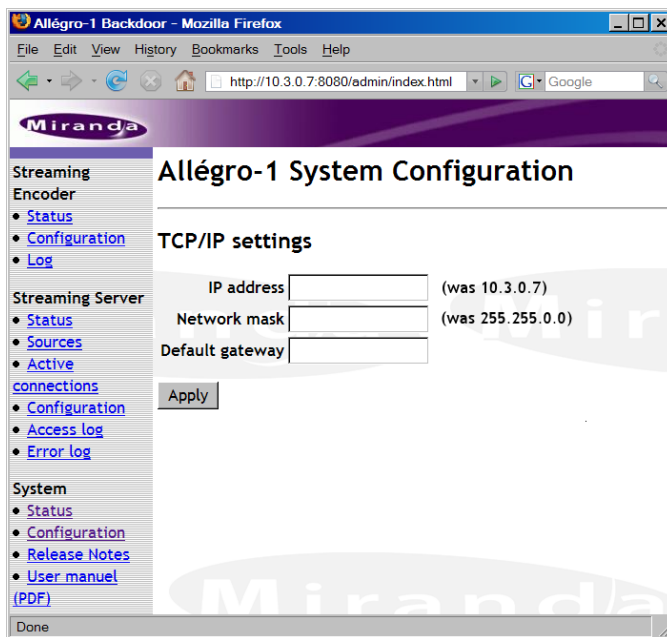 Allégro-1 Backdoor - Mozilla Firefox
File Edit View History Bookmarks Tools Help
http://10.3.0.7:8080/admin/index.html
G Google
Miranda
Streaming
Encoder
• Status
• Configuration
• Log
Streaming Server
• Status
• Sources
• Active
connections
• Configuration
• Access log
• Error log
System
• Status
• Configuration
• Release Notes
• User manuel
(PDF)
Allégro-1 System Configuration
TCP/IP settings
IP address (was 10.3.0.7)
Network mask (was 255.255.0.0)
Default gateway
Apply
Mir
Miranda
Done